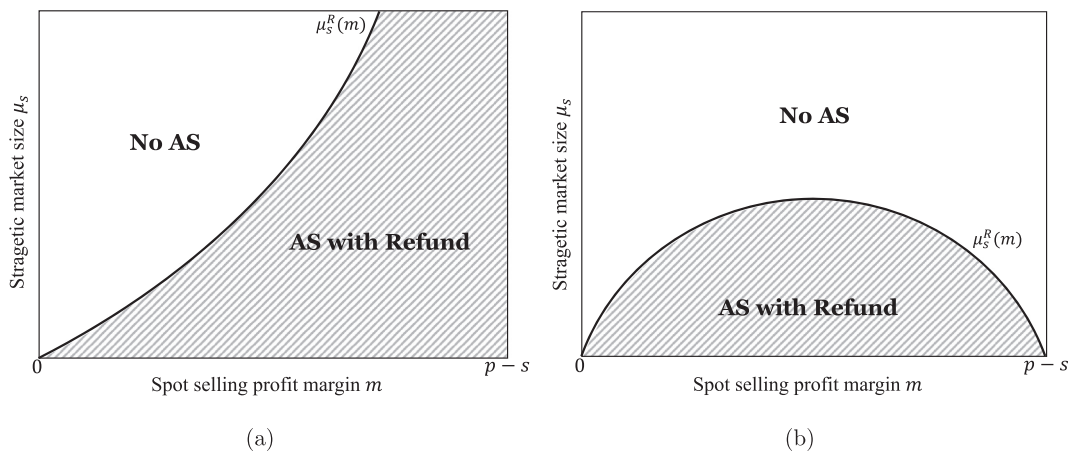 Stragetic market size μ_s
μ_s^R(m)
No AS
AS with Refund
0
p − s
Spot selling profit margin m
(a)
Stragetic market size μ_s
No AS
μ_s^R(m)
AS with Refund
0
p − s
Spot selling profit margin m
(b)